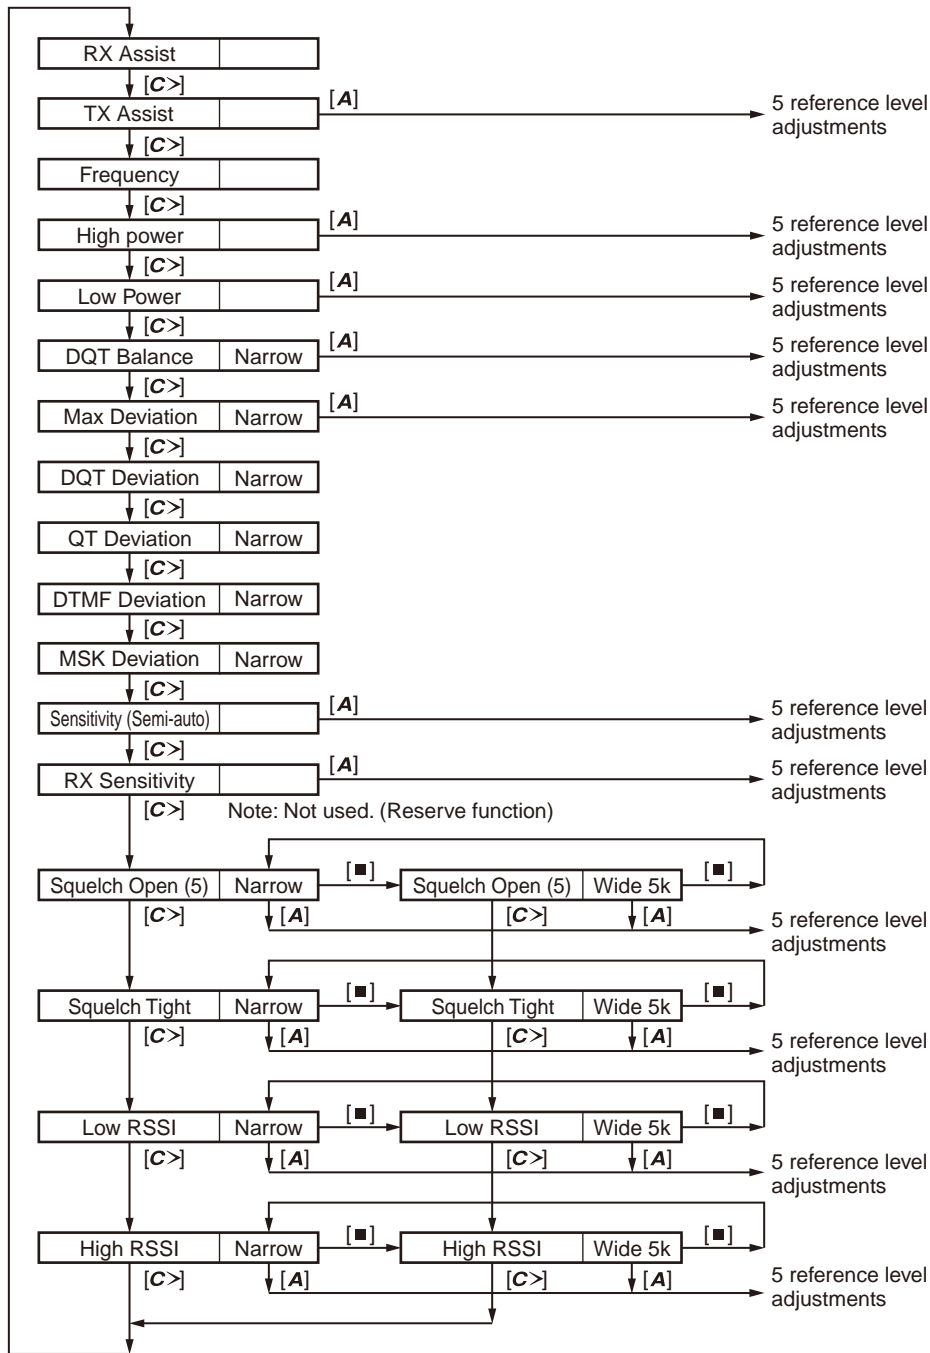 RX Assist
[C>]
TX Assist [A] 5 reference level
adjustments
[C>]
Frequency
[C>]
High power [A] 5 reference level
adjustments
[C>]
Low Power [A] 5 reference level
adjustments
[C>]
DQT Balance Narrow [A] 5 reference level
adjustments
[C>]
Max Deviation Narrow [A] 5 reference level
adjustments
[C>]
DQT Deviation Narrow
[C>]
QT Deviation Narrow
[C>]
DTMF Deviation Narrow
[C>]
MSK Deviation Narrow
[C>]
Sensitivity (Semi-auto) [A] 5 reference level
adjustments
[C>]
RX Sensitivity [A] 5 reference level
adjustments
[C>] Note: Not used. (Reserve function)
Squelch Open (5) Narrow [■] Squelch Open (5) Wide 5k [■]
[C>] [A] [C>] [A] 5 reference level
adjustments
Squelch Tight Narrow [■] Squelch Tight Wide 5k [■]
[C>] [A] [C>] [A] 5 reference level
adjustments
Low RSSI Narrow [■] Low RSSI Wide 5k [■]
[C>] [A] [C>] [A] 5 reference level
adjustments
High RSSI Narrow [■] High RSSI Wide 5k [■]
[C>] [A] [C>] [A] 5 reference level
adjustments